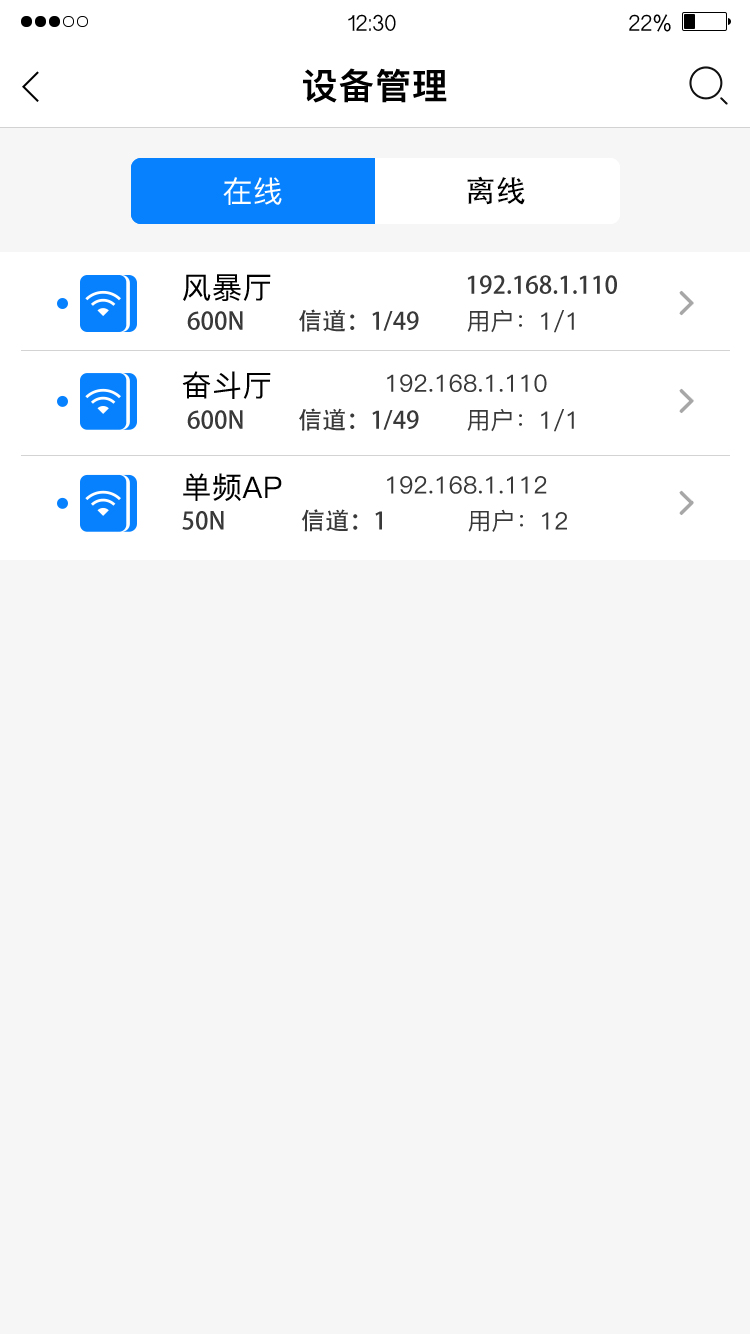 12:30
22%
设备管理
在线 离线
风暴厅 192.168.1.110
600N 信道：1/49 用户：1/1
奋斗厅 192.168.1.110
600N 信道：1/49 用户：1/1
单频AP 192.168.1.112
50N 信道：1 用户：12